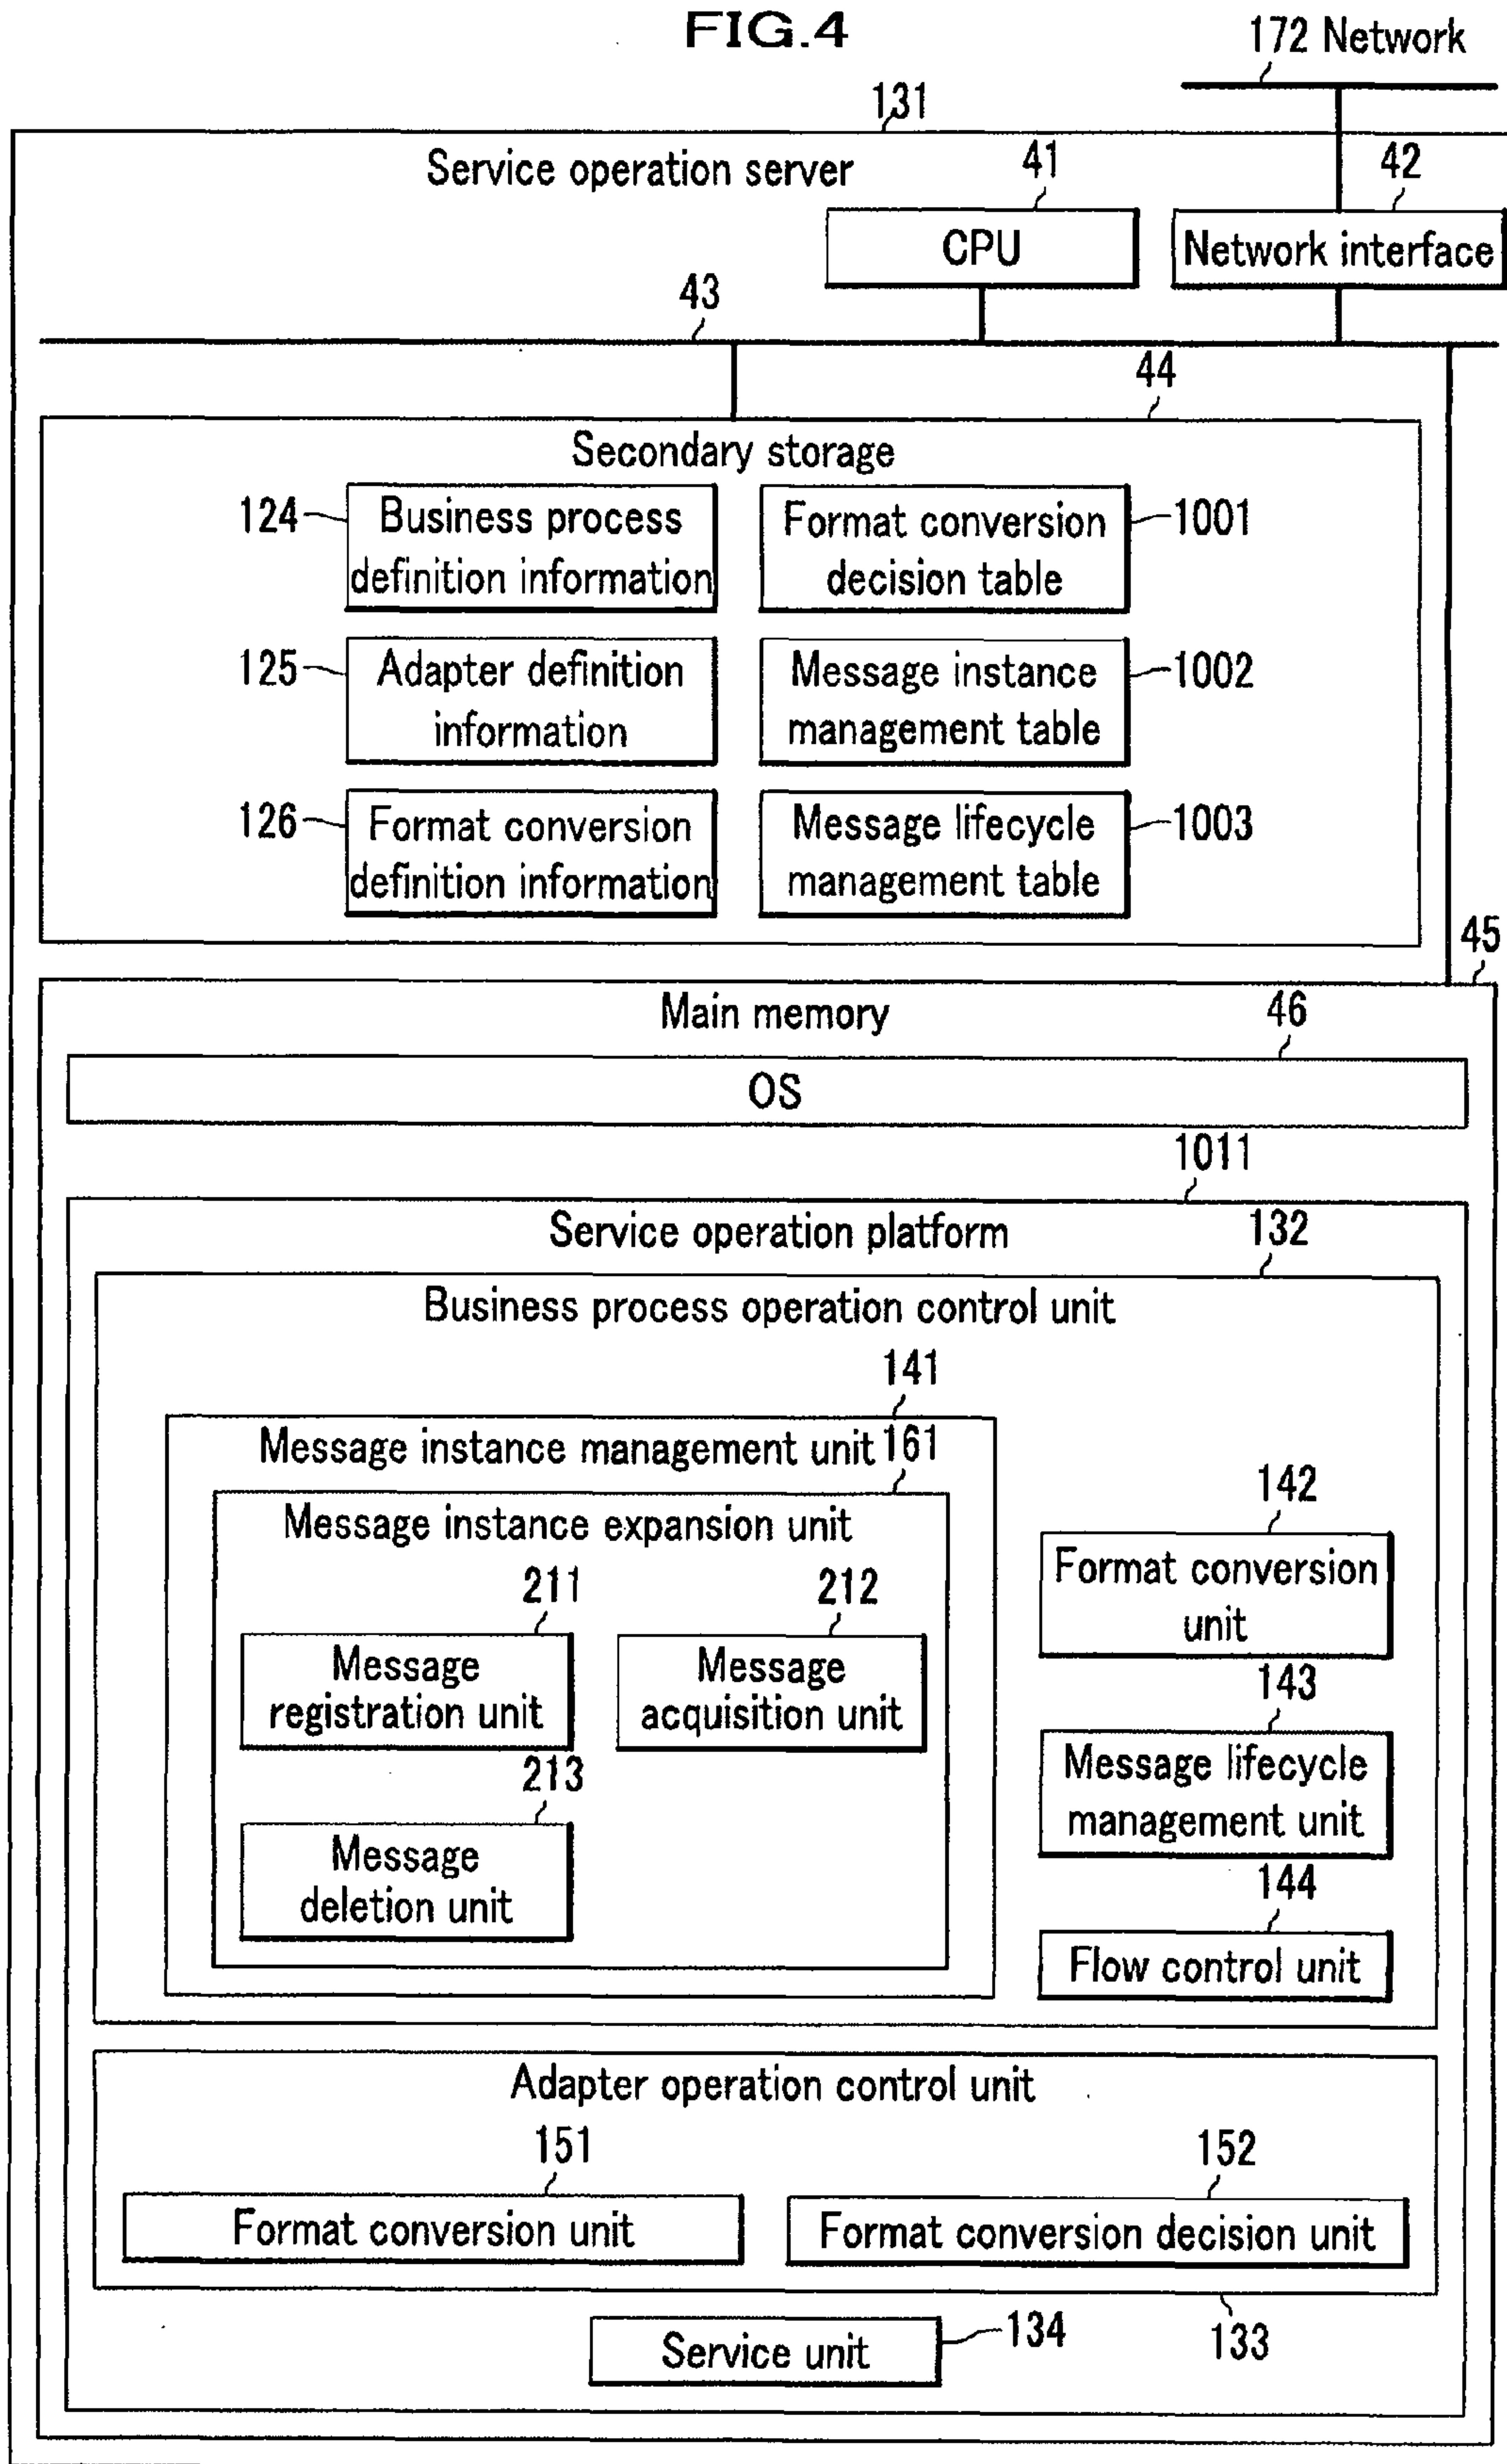 FIG.4
172 Network
131
Service operation server
41
42
CPU
Network interface
43
44
Secondary storage
124
Business process
definition information
Format conversion
decision table
1001
125
Adapter definition
information
Message instance
management table
1002
126
Format conversion
definition information
Message lifecycle
management table
1003
45
Main memory
46
OS
1011
Service operation platform
132
Business process operation control unit
141
Message instance management unit
161
Message instance expansion unit
211
212
Message
registration unit
Message
acquisition unit
213
Message
deletion unit
142
Format conversion
unit
143
Message lifecycle
management unit
144
Flow control unit
Adapter operation control unit
151
152
Format conversion unit
Format conversion decision unit
133
Service unit
134